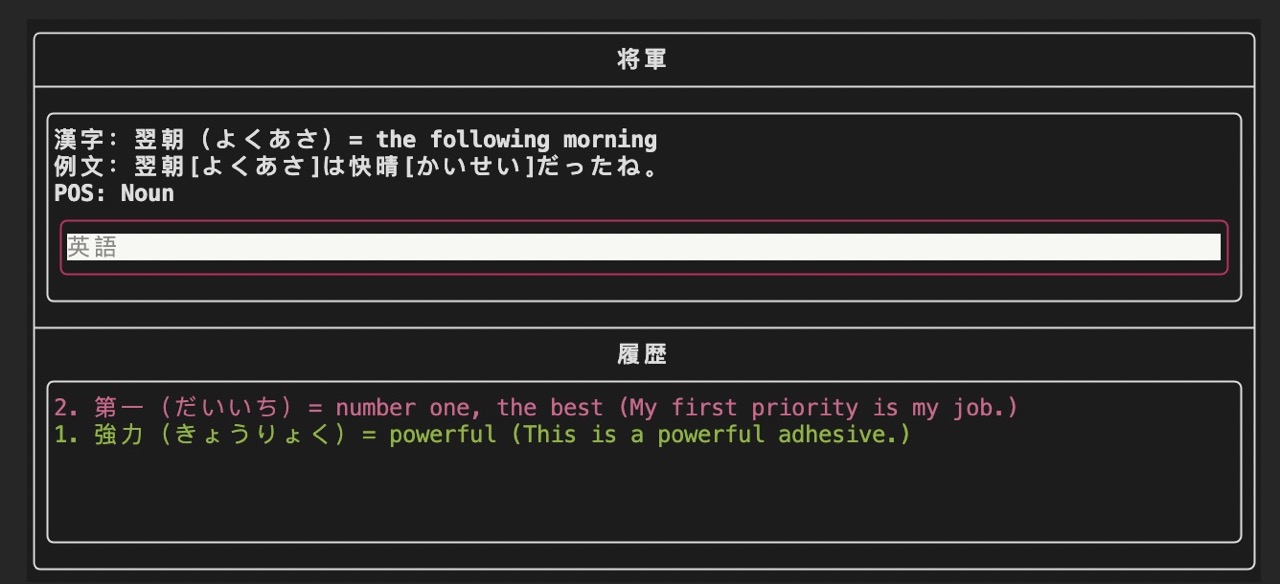 将軍
漢字: 翌朝 (よくあさ) = the following morning
例文: 翌朝[よくあさ]は快晴[かいせい]だったね。
POS: Noun
英語
履歴
2. 第一 (だいいち) = number one, the best (My first priority is my job.)
1. 強力 (きょうりょく) = powerful (This is a powerful adhesive.)